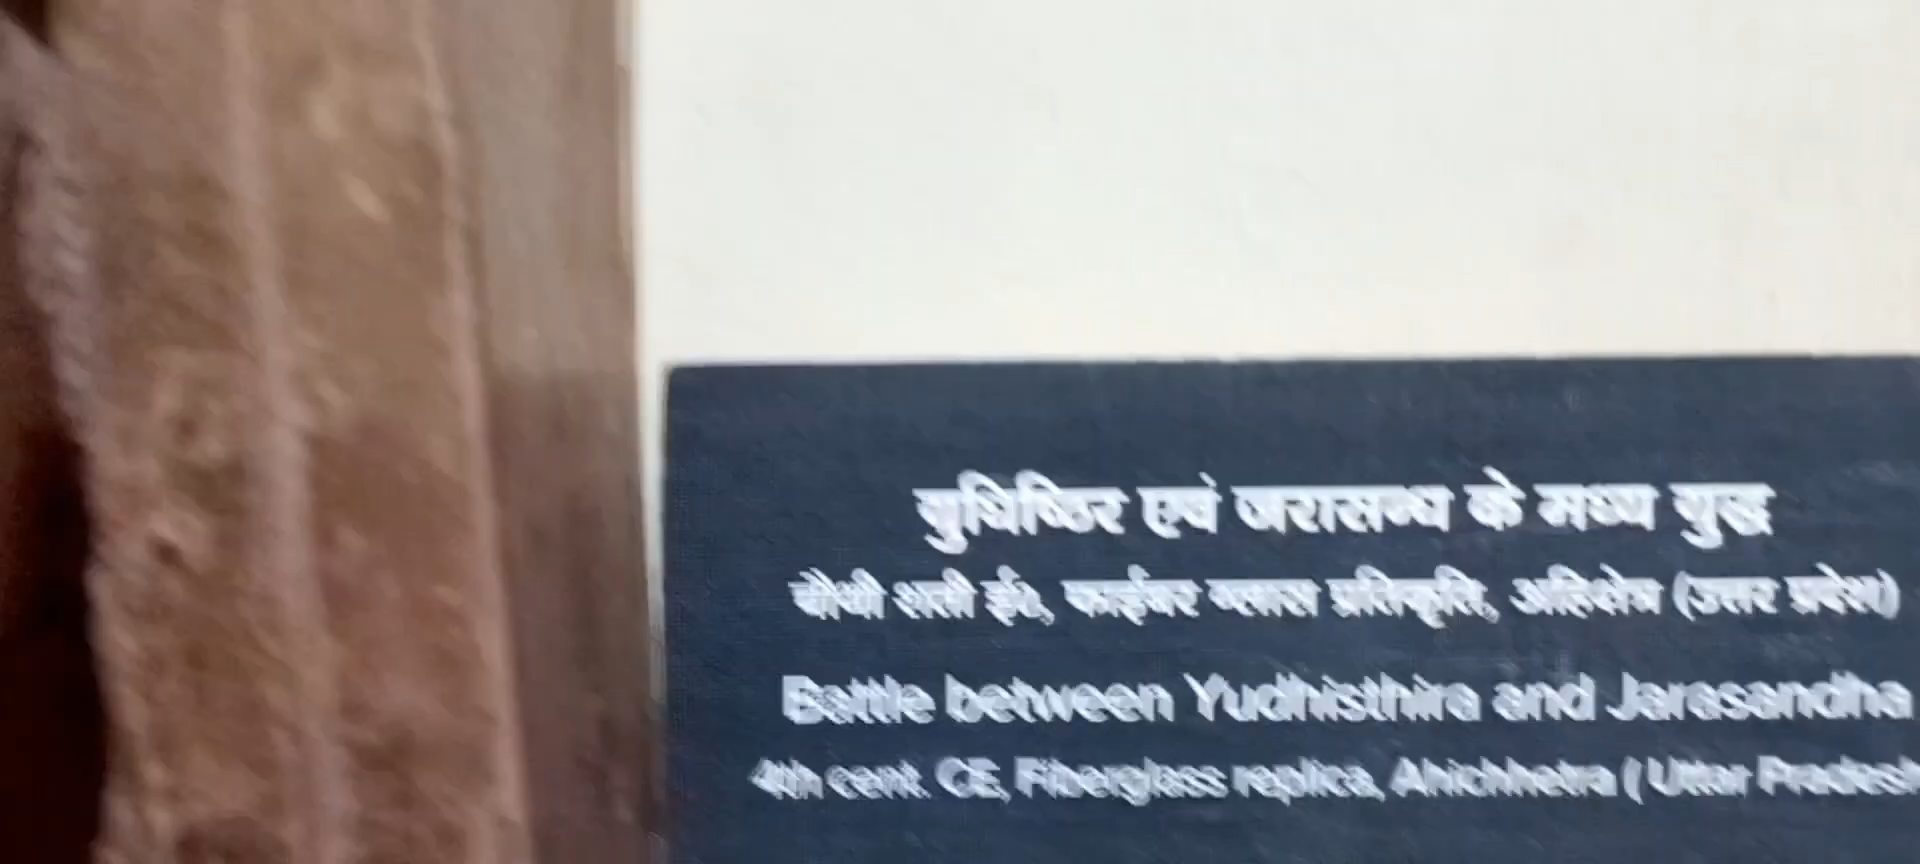 युधिष्ठिर एवं जरासन्ध के मध्य युद्ध
चौथी शती ई०, फाईबर ग्लास प्रतिकृति, अहिक्षेत्र (उत्तर प्रदेश)
Battle between Yudhisthira and Jarasandha
4th cent. CE, Fiberglass replica, Ahichhetra ( Uttar Pradesh